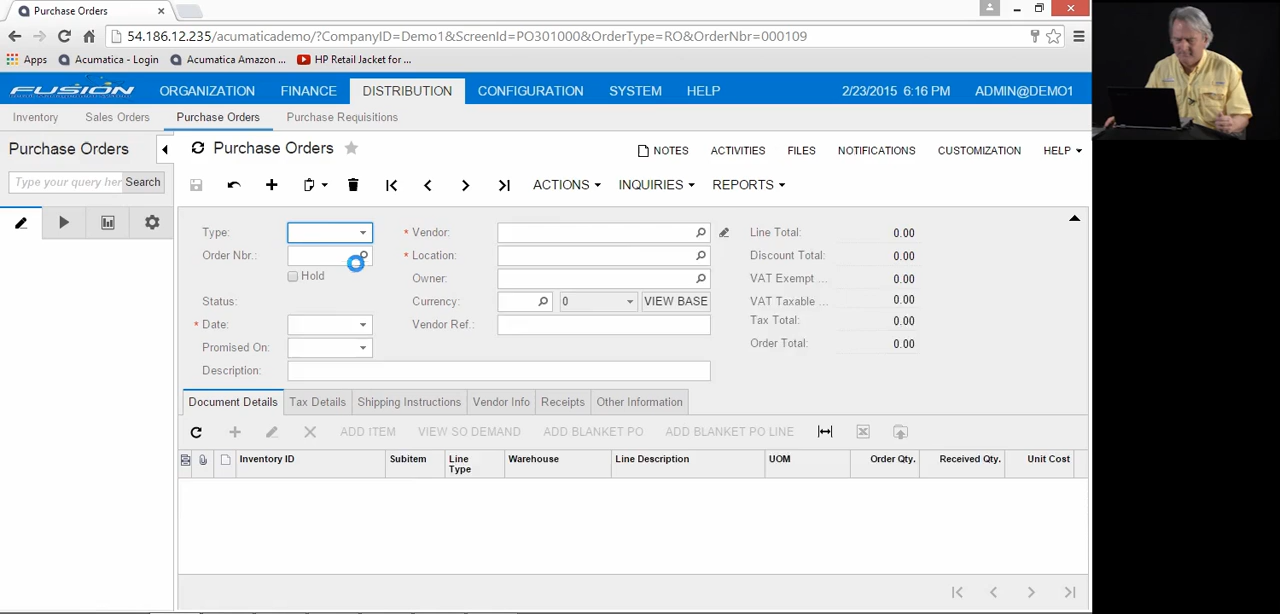 Purchase Orders
54.186.12.235/acumaticademo/?CompanyID=Demo1&ScreenId=PO301000&OrderType=RO&OrderNbr=000109
Apps Acumatica - Login Acumatica Amazon ... HP Retail Jacket for ...
FUSION ORGANIZATION FINANCE DISTRIBUTION CONFIGURATION SYSTEM HELP 2/23/2015 6:16 PM ADMIN@DEMO1
Inventory Sales Orders Purchase Orders Purchase Requisitions
Purchase Orders Purchase Orders NOTES ACTIVITIES FILES NOTIFICATIONS CUSTOMIZATION HELP
Type your query her Search ACTIONS INQUIRIES REPORTS
Type: * Vendor: Line Total: 0.00
Order Nbr.: * Location: Discount Total: 0.00
Hold Owner: VAT Exempt ... 0.00
Status: Currency: 0 VIEW BASE VAT Taxable ... 0.00
* Date: Vendor Ref.: Tax Total: 0.00
Promised On: Order Total: 0.00
Description:
Document Details Tax Details Shipping Instructions Vendor Info Receipts Other Information
ADD ITEM VIEW SO DEMAND ADD BLANKET PO ADD BLANKET PO LINE
Inventory ID Subitem Line Type Warehouse Line Description UOM Order Qty. Received Qty. Unit Cost